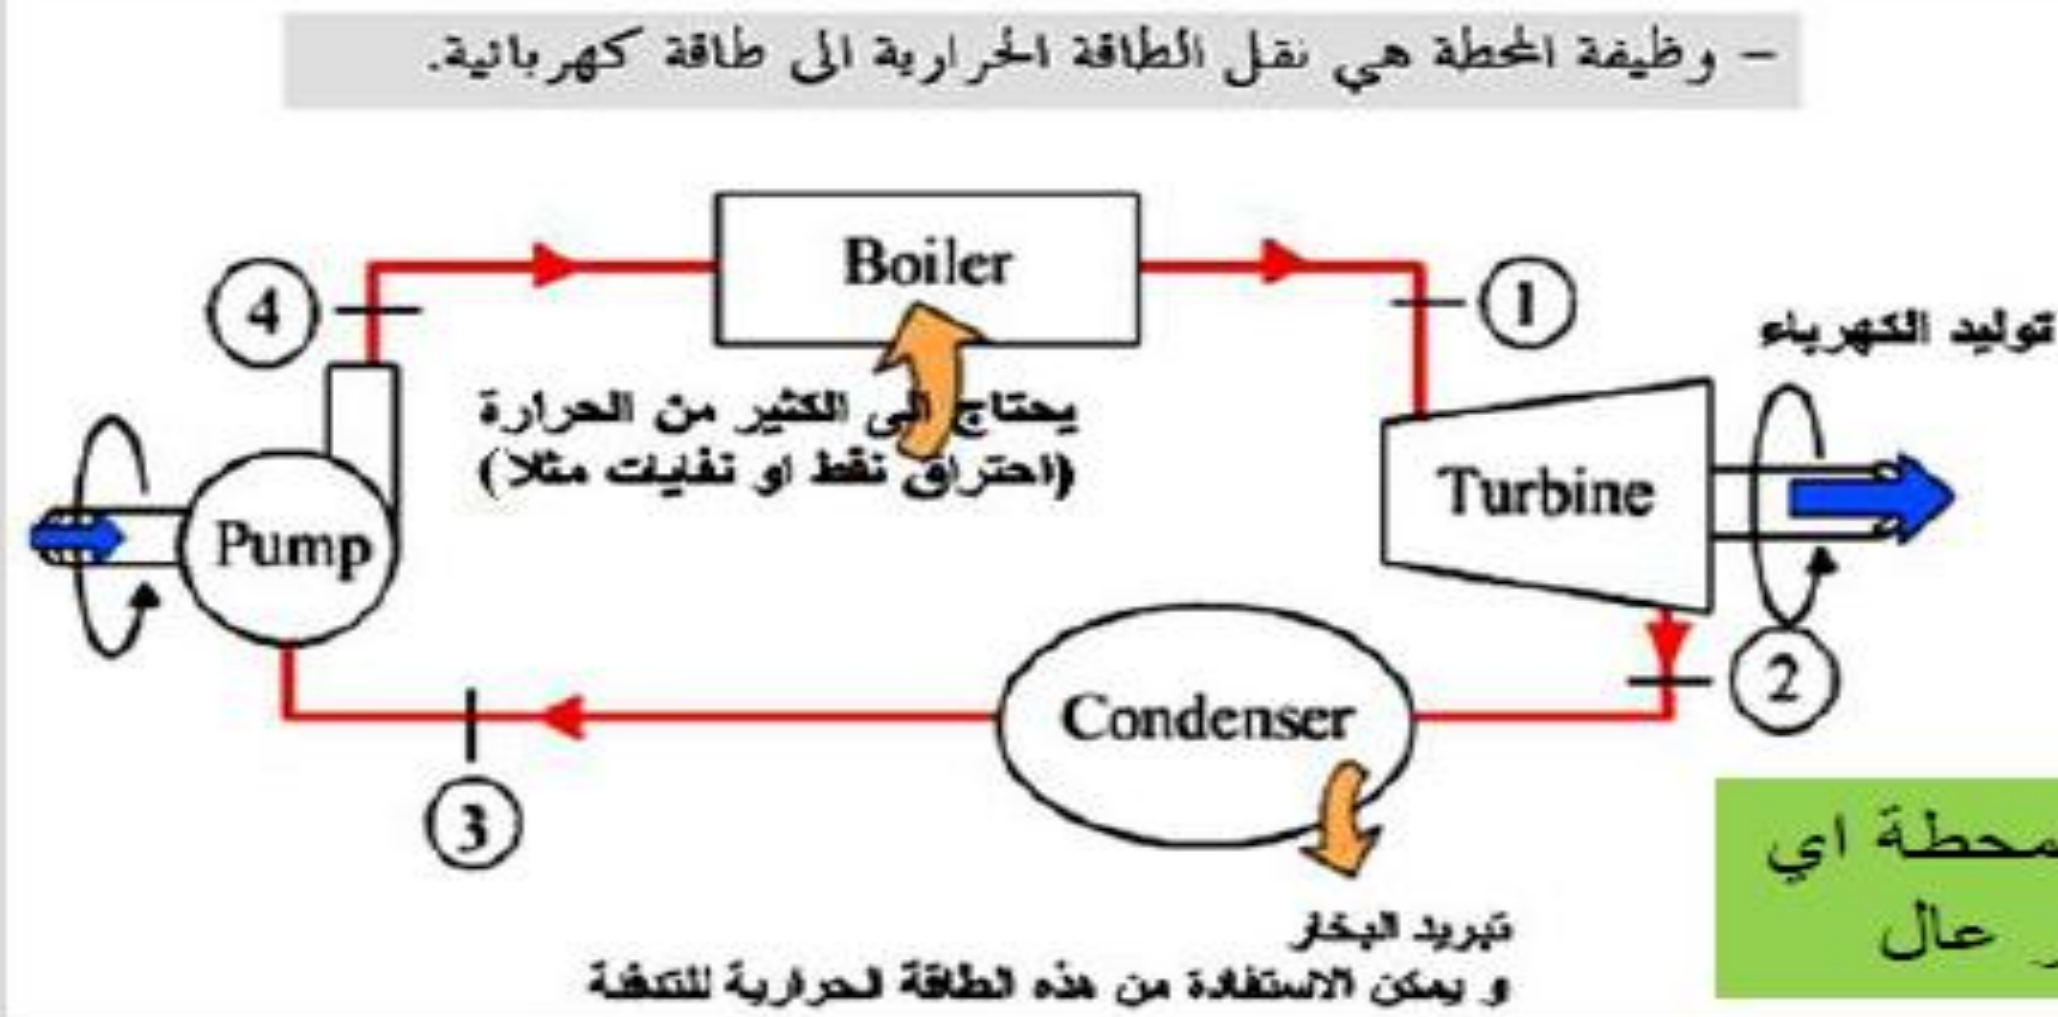 – وظيفة المحطة هي نقل الطاقة الحرارية الى طاقة كهربائية.
Boiler
4
1
توليد الكهرباء
يحتاج الى الكثير من الحرارة
(احتراق نفط او نفايات مثلا)
Turbine
Pump
2
Condenser
3
محطة اي
عال
تبريد البخار
و يمكن الاستفادة من هذه الطاقة الحرارية للتدفئة